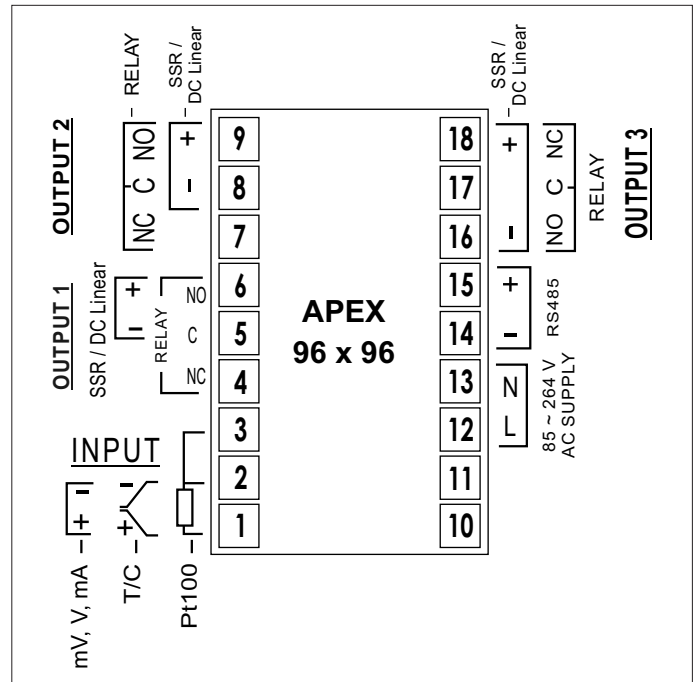 OUTPUT 2
RELAY
NC C NO
SSR /
DC Linear
- +
OUTPUT 1
SSR / DC Linear
- +
RELAY
NO
C
NC
INPUT
mV, V, mA
+ -
T/C
+ -
Pt100
9
8
7
6
5
4
3
2
1
APEX
96 x 96
18
17
16
15
14
13
12
11
10
SSR /
DC Linear
+
-
NO C NC
RELAY
OUTPUT 3
+
-
RS485
N
L
85 ~ 264 V
AC SUPPLY